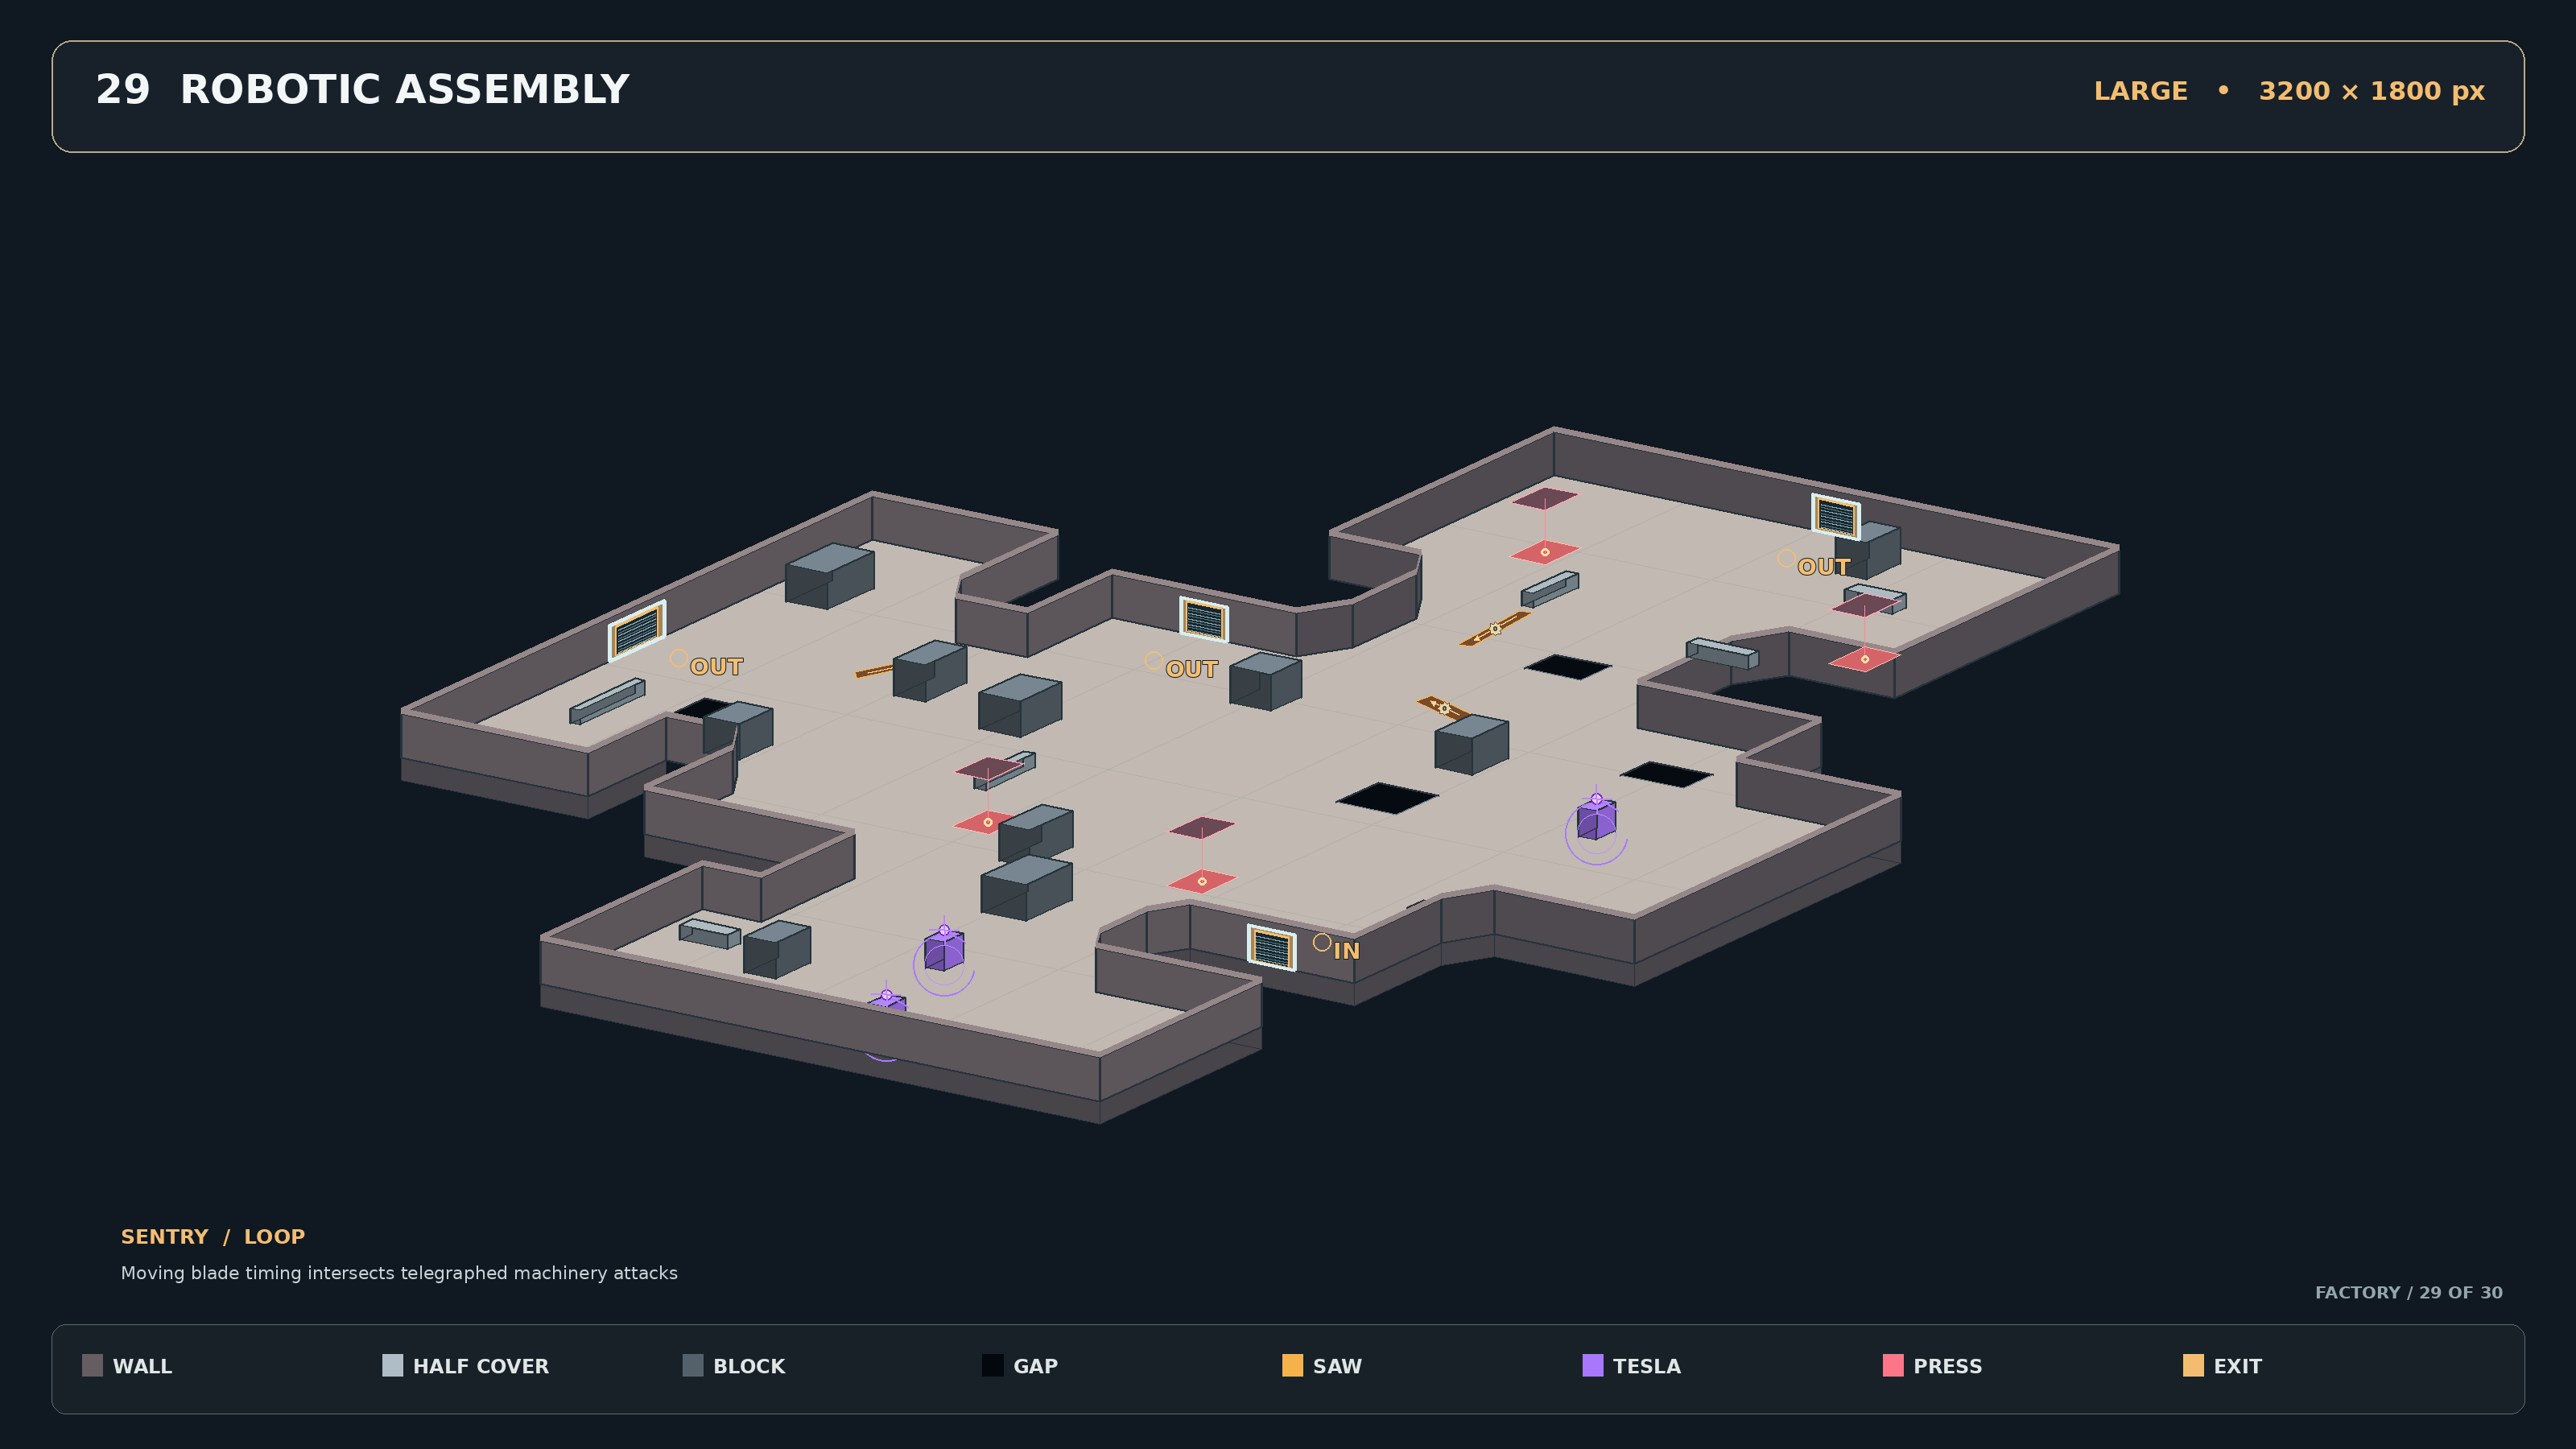 29 ROBOTIC ASSEMBLY
LARGE • 3200 × 1800 px
OUT
OUT
OUT
IN
SENTRY / LOOP
Moving blade timing intersects telegraphed machinery attacks
FACTORY / 29 OF 30
WALL
HALF COVER
BLOCK
GAP
SAW
TESLA
PRESS
EXIT